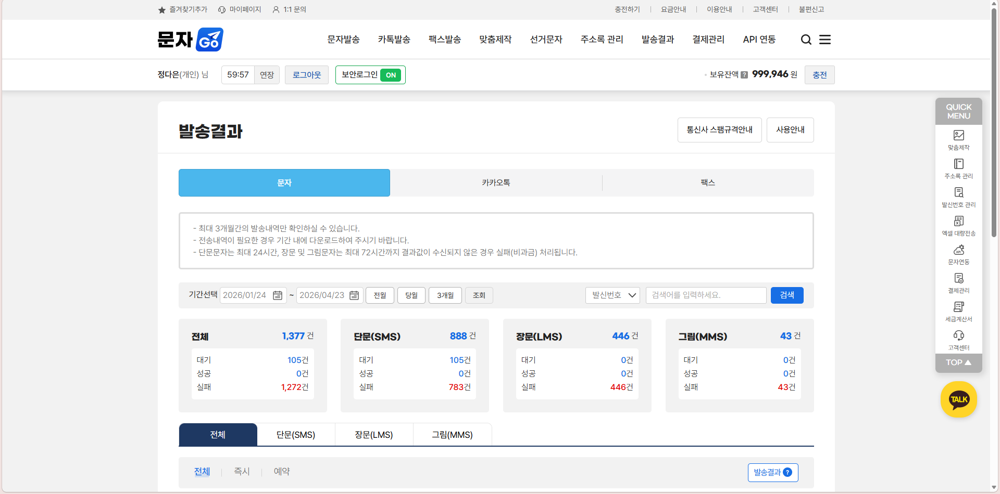 즐겨찾기추가 마이페이지 1:1 문의 충전하기 요금안내 이용안내 고객센터 불편신고
문자 Go 문자발송 카톡발송 팩스발송 맞춤제작 선거문자 주소록 관리 발송결과 결제관리 API 연동
정다은(개인) 님 59:57 연장 로그아웃 보안로그인 ON 보유잔액 ? 999,946 원 충전
발송결과 통신사 스팸규격안내 사용안내
문자 카카오톡 팩스
- 최대 3개월간의 발송내역만 확인하실 수 있습니다.
- 전송내역이 필요한 경우 기간 내에 다운로드하여 주시기 바랍니다.
- 단문문자는 최대 24시간, 장문 및 그림문자는 최대 72시간까지 결과값이 수신되지 않은 경우 실패(비과금) 처리됩니다.
기간선택 2026/01/24 ~ 2026/04/23 전월 당월 3개월 조회 발신번호 검색어를 입력하세요. 검색
전체 1,377 건
대기 105건
성공 0건
실패 1,272건
단문(SMS) 888 건
대기 105건
성공 0건
실패 783건
장문(LMS) 446 건
대기 0건
성공 0건
실패 446건
그림(MMS) 43 건
대기 0건
성공 0건
실패 43건
전체 단문(SMS) 장문(LMS) 그림(MMS)
전체 즉시 예약 발송결과 ?
QUICK
MENU
맞춤제작
주소록 관리
발신번호 관리
엑셀 대량전송
API
문자연동
결제관리
세금계산서
고객센터
TOP ▲
TALK